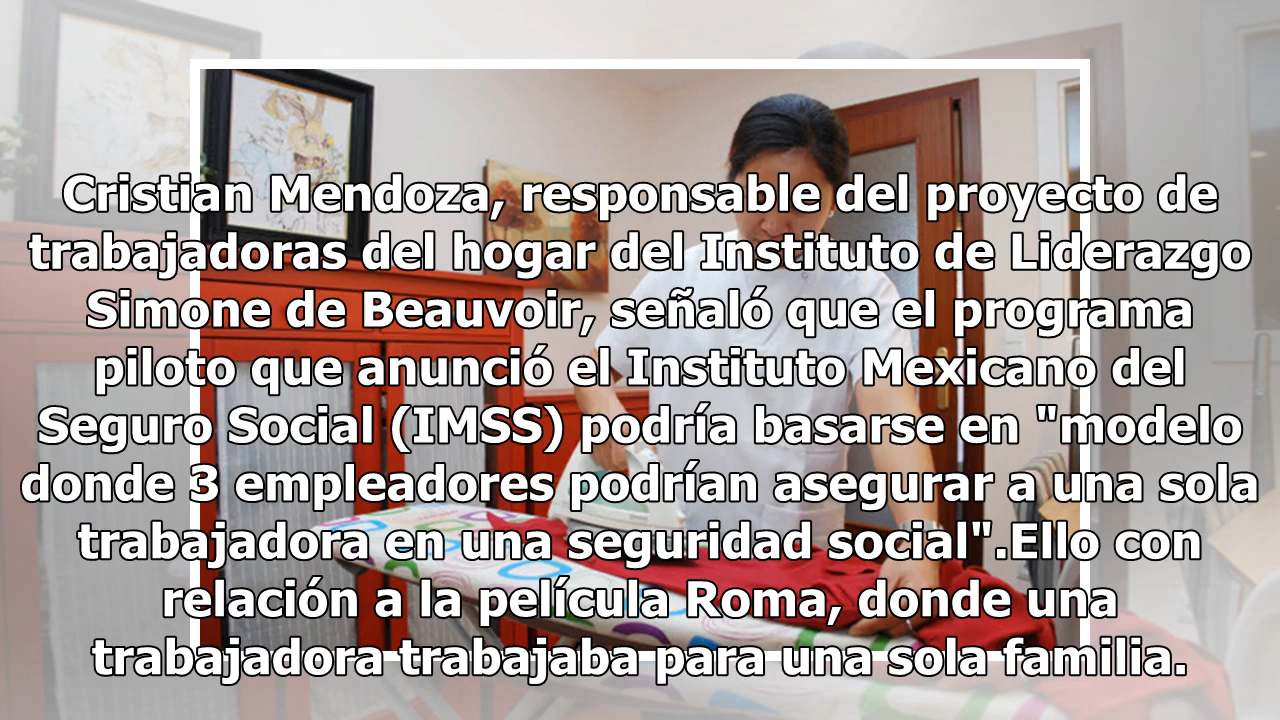 Cristian Mendoza, responsable del proyecto de
trabajadoras del hogar del Instituto de Liderazgo
Simone de Beauvoir, señaló que el programa
piloto que anunció el Instituto Mexicano del
Seguro Social (IMSS) podría basarse en "modelo
donde 3 empleadores podrían asegurar a una sola
trabajadora en una seguridad social".Ello con
relación a la película Roma, donde una
trabajadora trabajaba para una sola familia.